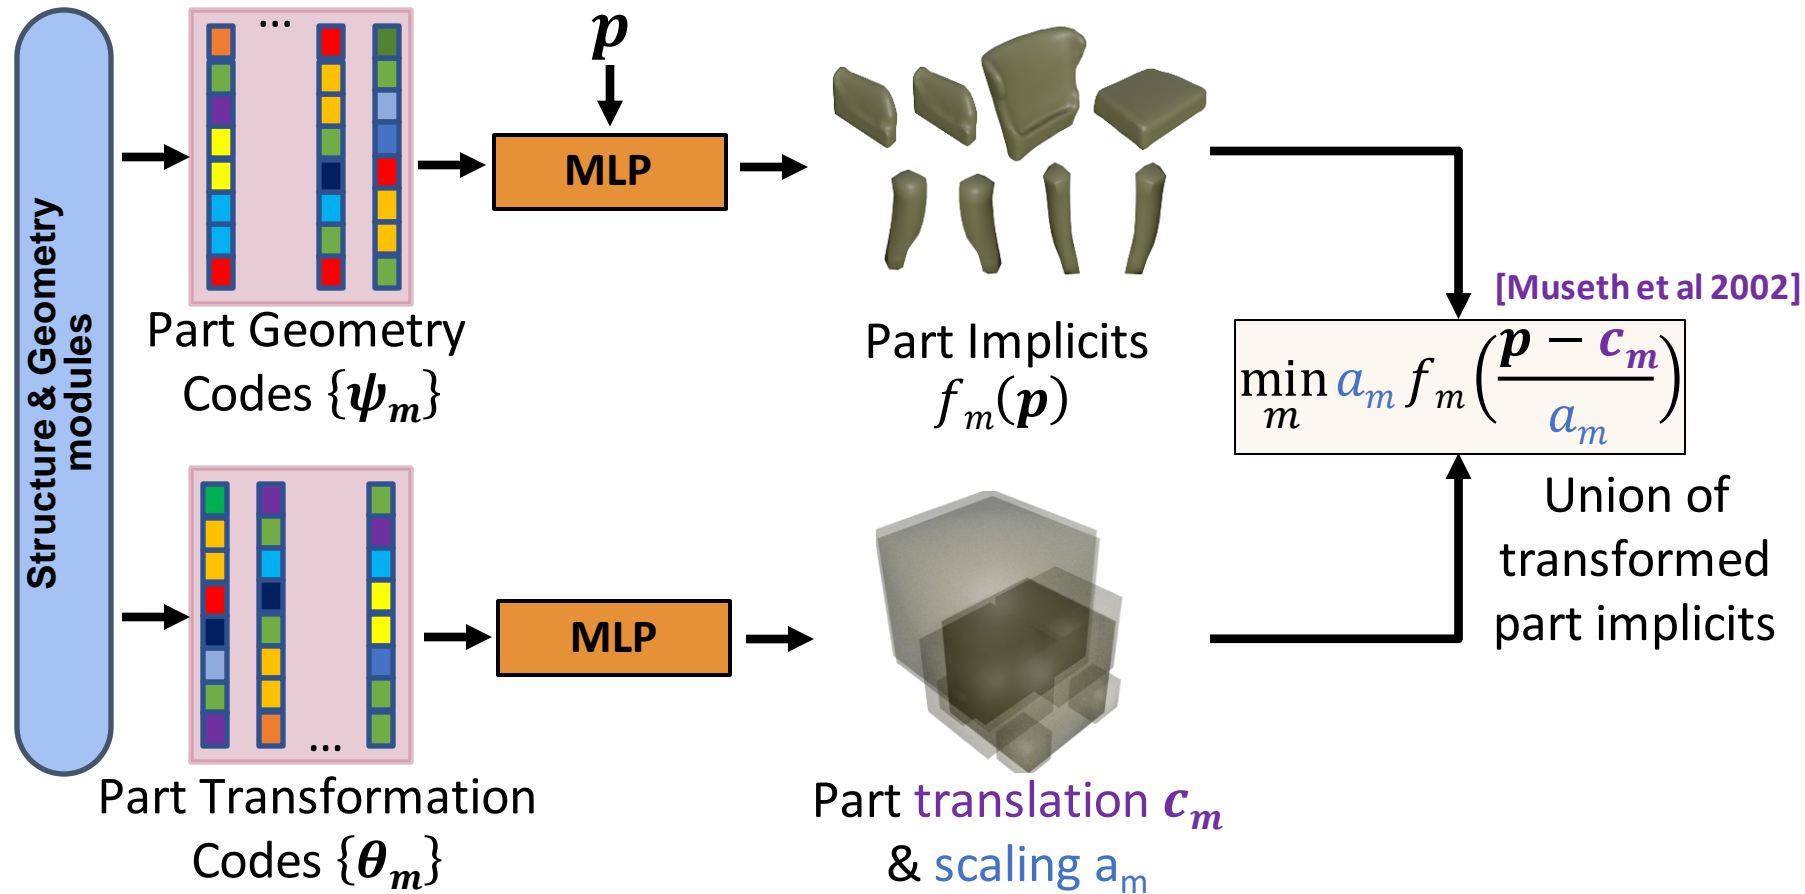 Structure & Geometry
modules
...
Part Geometry
Codes {ψₘ}
p
MLP
Part Implicits
fₘ(p)
[Museth et al 2002]
min aₘ fₘ((p − cₘ)/aₘ)
m
Union of
transformed
part implicits
...
Part Transformation
Codes {θₘ}
MLP
Part translation cₘ
& scaling aₘ